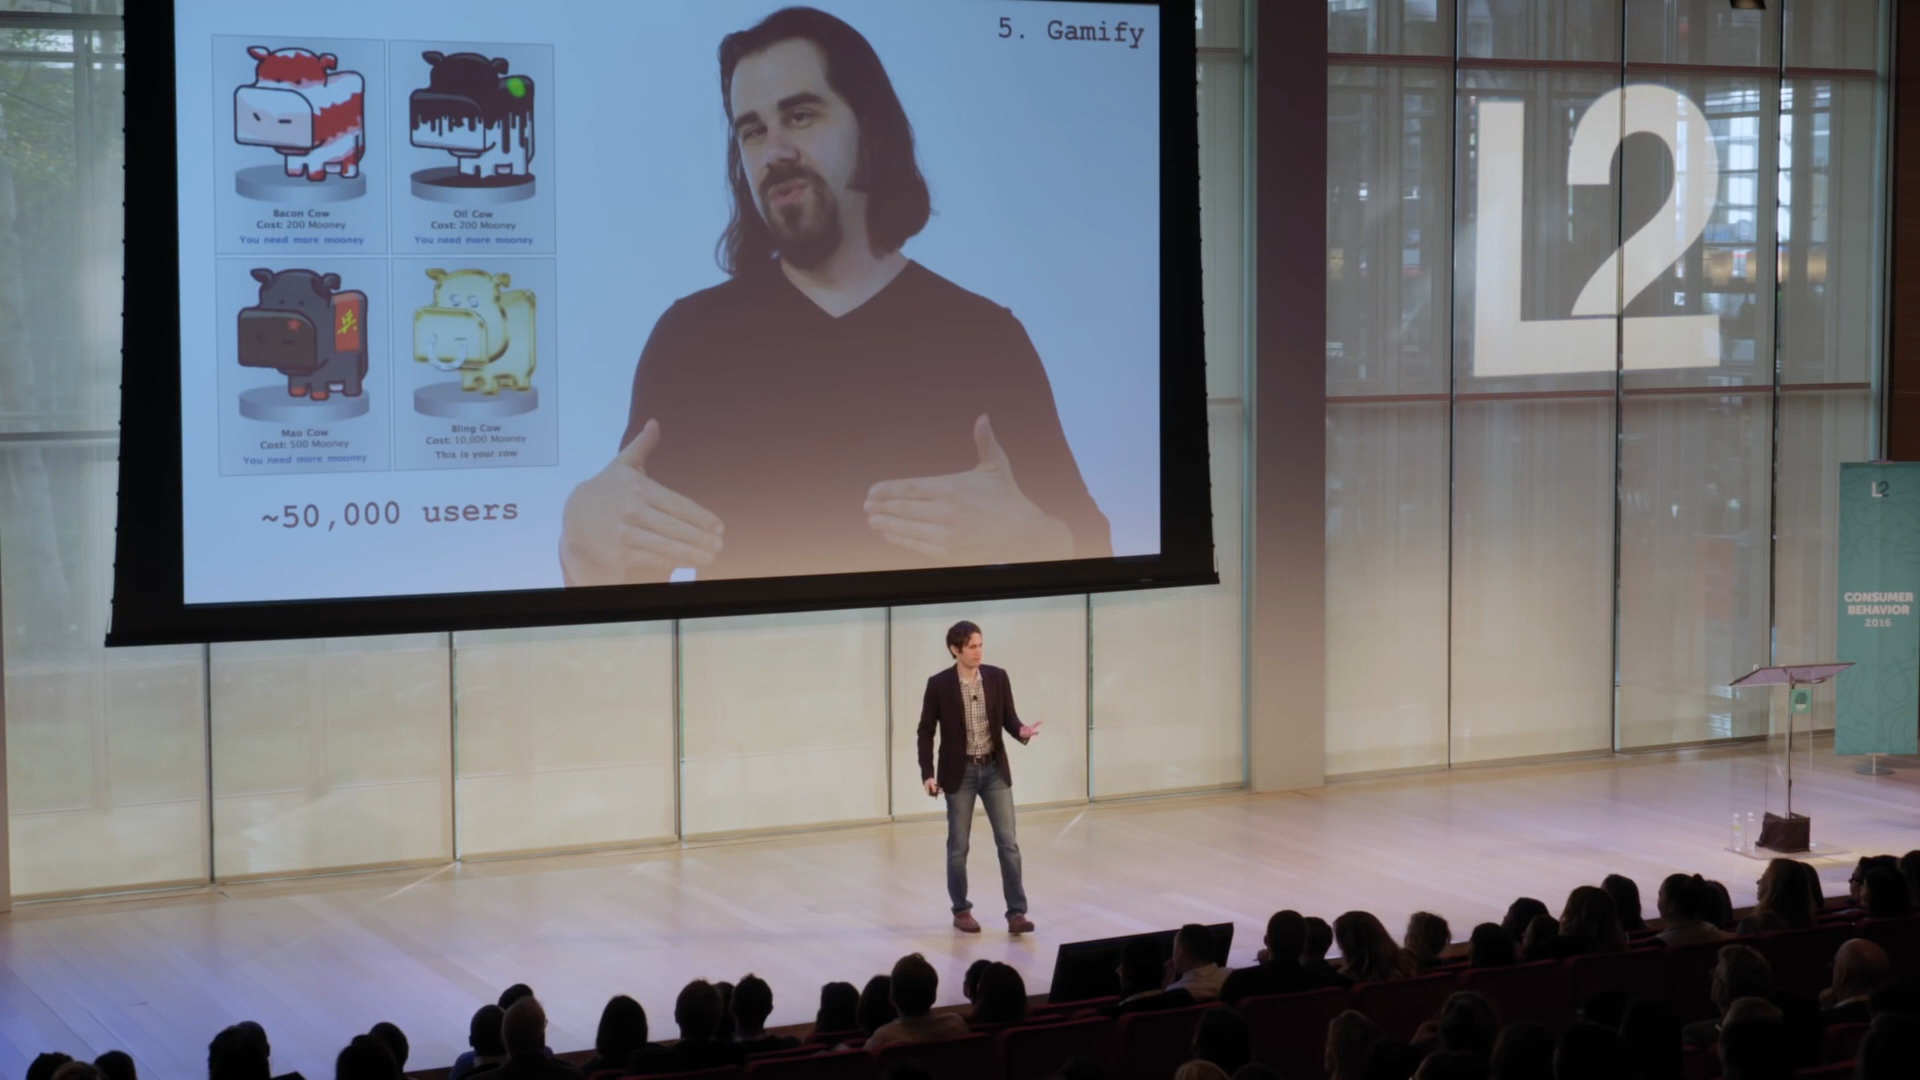 5. Gamify
Bacon Cow
Cost: 200 Mooney
You need more mooney
Oil Cow
Cost: 200 Mooney
You need more mooney
Mao Cow
Cost: 500 Mooney
You need more mooney
Bling Cow
Cost: 10,000 Mooney
This is your cow
~50,000 users
L2
L2
CONSUMER
BEHAVIOR
2016